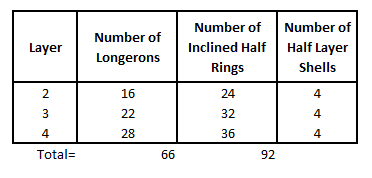 Layer Number of Longerons Number of Inclined Half Rings Number of Half Layer Shells
2 16 24 4
3 22 32 4
4 28 36 4
Total= 66 92